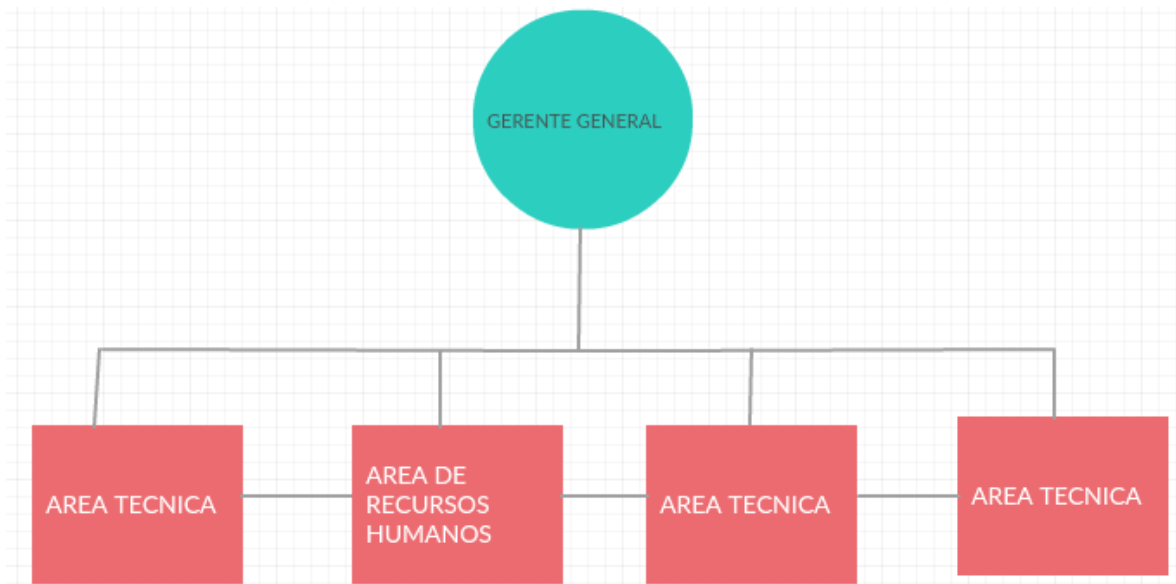 GERENTE GENERAL
AREA TECNICA
AREA DE
RECURSOS
HUMANOS
AREA TECNICA
AREA TECNICA